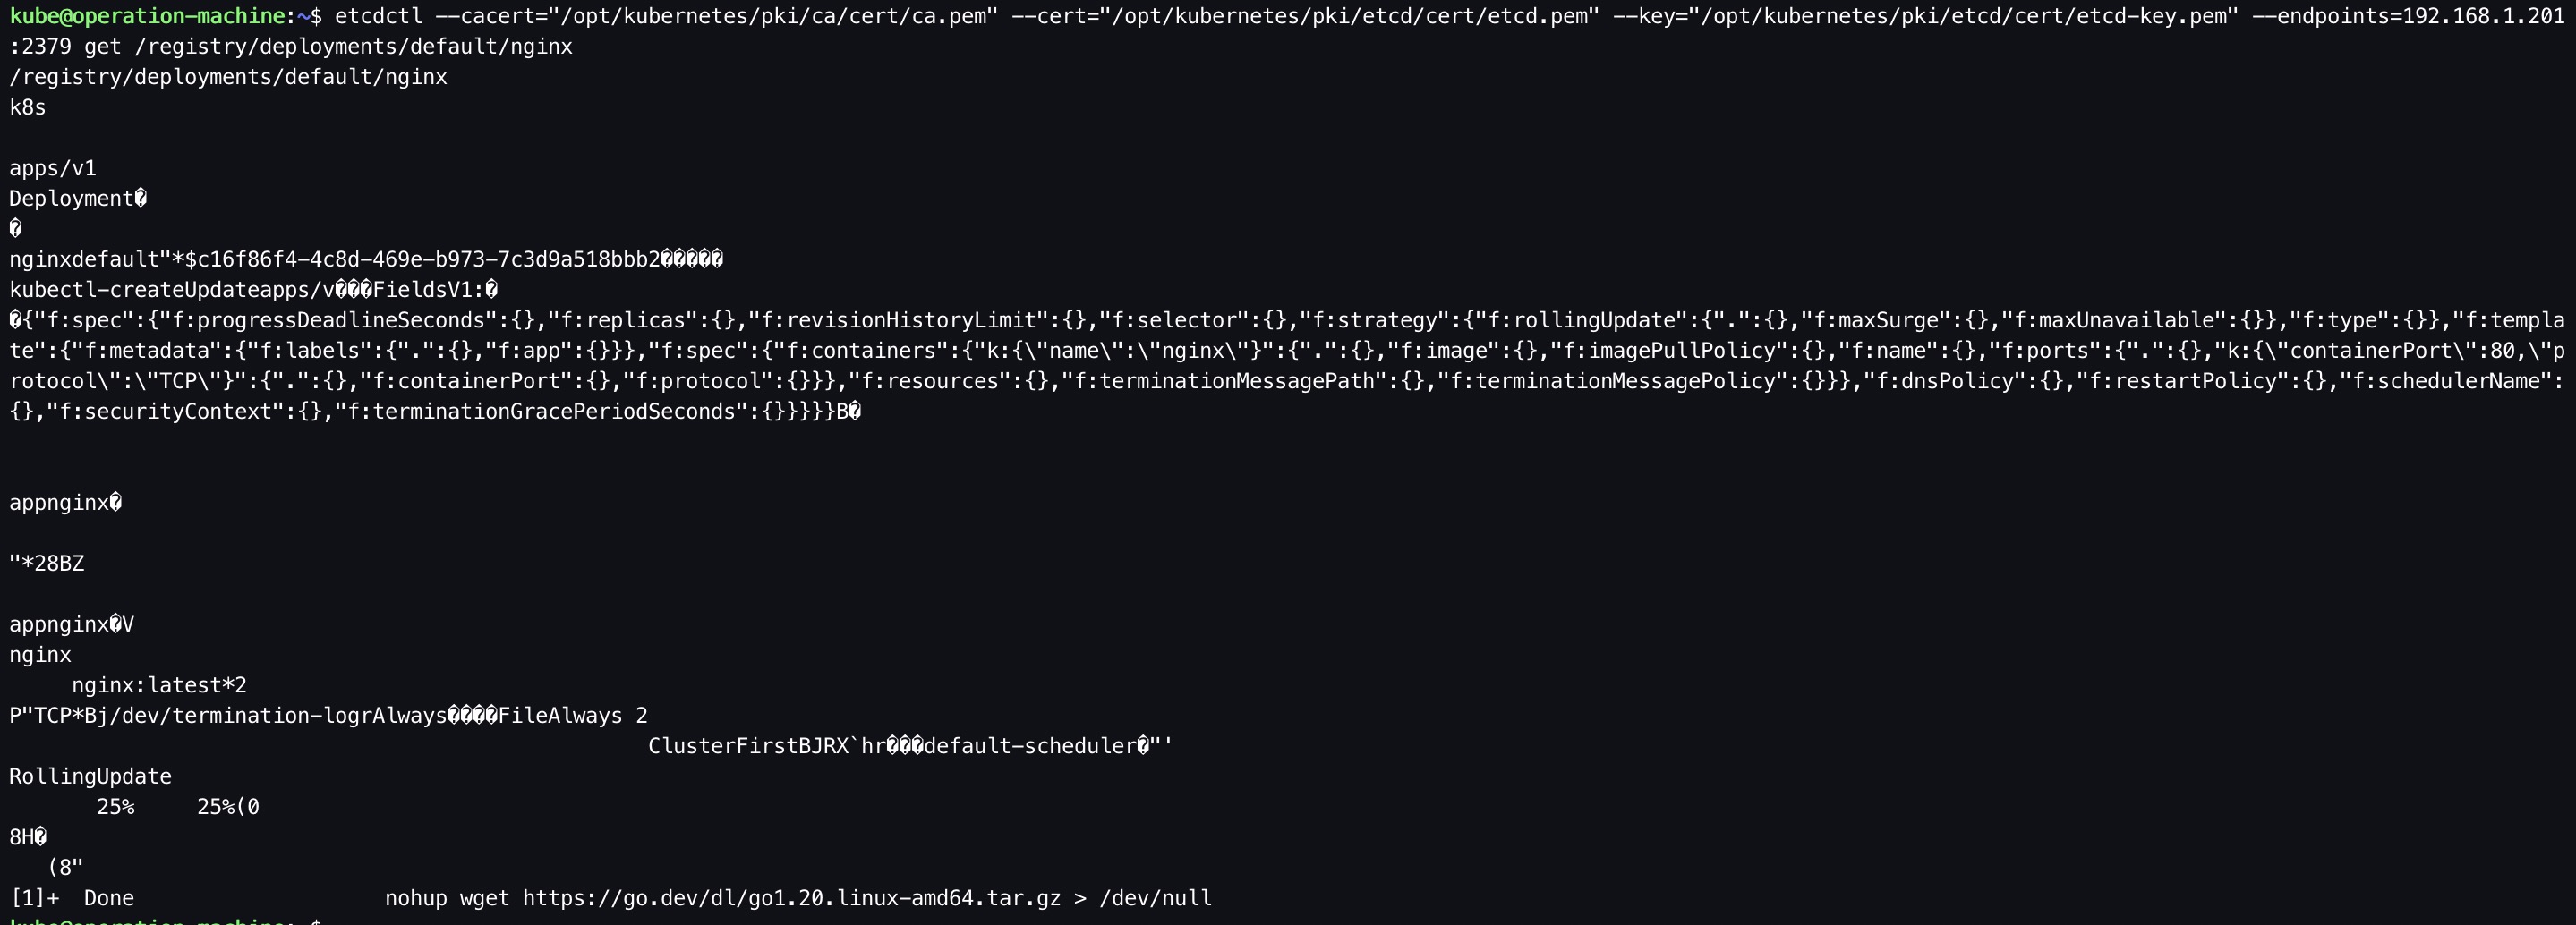 kube@operation-machine:~$ etcdctl --cacert="/opt/kubernetes/pki/ca/cert/ca.pem" --cert="/opt/kubernetes/pki/etcd/cert/etcd.pem" --key="/opt/kubernetes/pki/etcd/cert/etcd-key.pem" --endpoints=192.168.1.201
:2379 get /registry/deployments/default/nginx
/registry/deployments/default/nginx
k8s
apps/v1
Deployment�
�
nginxdefault"*$c16f86f4-4c8d-469e-b973-7c3d9a518bbb2�����
kubectl-createUpdateapps/v���FieldsV1:�
�{"f:spec":{"f:progressDeadlineSeconds":{},"f:replicas":{},"f:revisionHistoryLimit":{},"f:selector":{},"f:strategy":{"f:rollingUpdate":{".":{},"f:maxSurge":{},"f:maxUnavailable":{}},"f:type":{}},"f:templa
te":{"f:metadata":{"f:labels":{".":{},"f:app":{}}},"f:spec":{"f:containers":{"k:{\"name\":\"nginx\"}":{".":{},"f:image":{},"f:imagePullPolicy":{},"f:name":{},"f:ports":{".":{},"k:{\"containerPort\":80,\"p
rotocol\":\"TCP\"}":{".":{},"f:containerPort":{},"f:protocol":{}}},"f:resources":{},"f:terminationMessagePath":{},"f:terminationMessagePolicy":{}}},"f:dnsPolicy":{},"f:restartPolicy":{},"f:schedulerName":
{},"f:securityContext":{},"f:terminationGracePeriodSeconds":{}}}}}B�
appnginx�
"*28BZ
appnginx�V
nginx
nginx:latest*2
P"TCP*Bj/dev/termination-logrAlways����FileAlways 2
ClusterFirstBJRX`hr���default-scheduler�"'
RollingUpdate
25% 25%(0
8H�
(8"
[1]+ Done nohup wget https://go.dev/dl/go1.20.linux-amd64.tar.gz > /dev/null
kube@operation-machine:~$